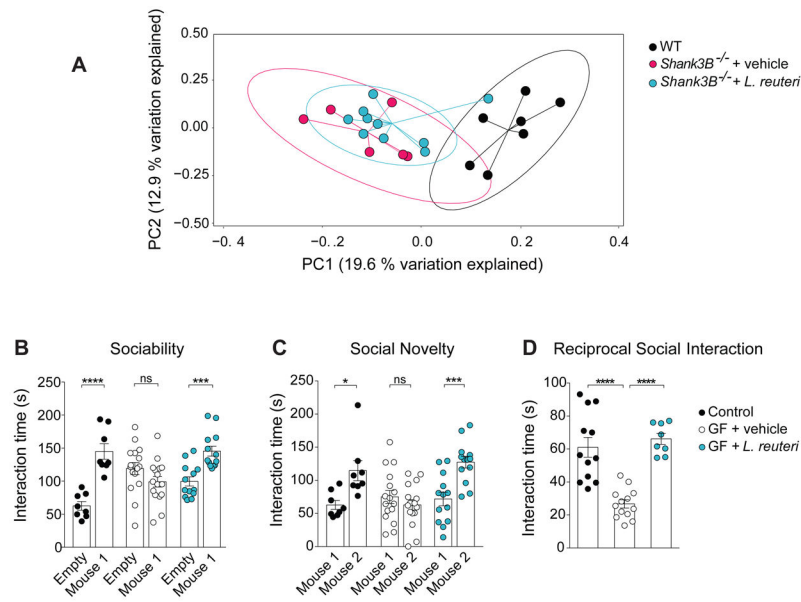 A
PC2 (12.9 % variation explained)
0.50
0.25
0.00
−0.25
−0.50
−0. 4
−0..2
0.0
0.2
0.4
PC1 (19.6 % variation explained)
WT
Shank3B−/− + vehicle
Shank3B−/− + L. reuteri
B
Sociability
Interaction time (s)
250
200
150
100
50
0
****
ns
***
Empty
Mouse 1
Empty
Mouse 1
Empty
Mouse 1
C
Social Novelty
Interaction time (s)
250
200
150
100
50
0
*
ns
***
Mouse 1
Mouse 2
Mouse 1
Mouse 2
Mouse 1
Mouse 2
D
Reciprocal Social Interaction
Interaction time (s)
100
80
60
40
20
0
****
****
Control
GF + vehicle
GF + L. reuteri